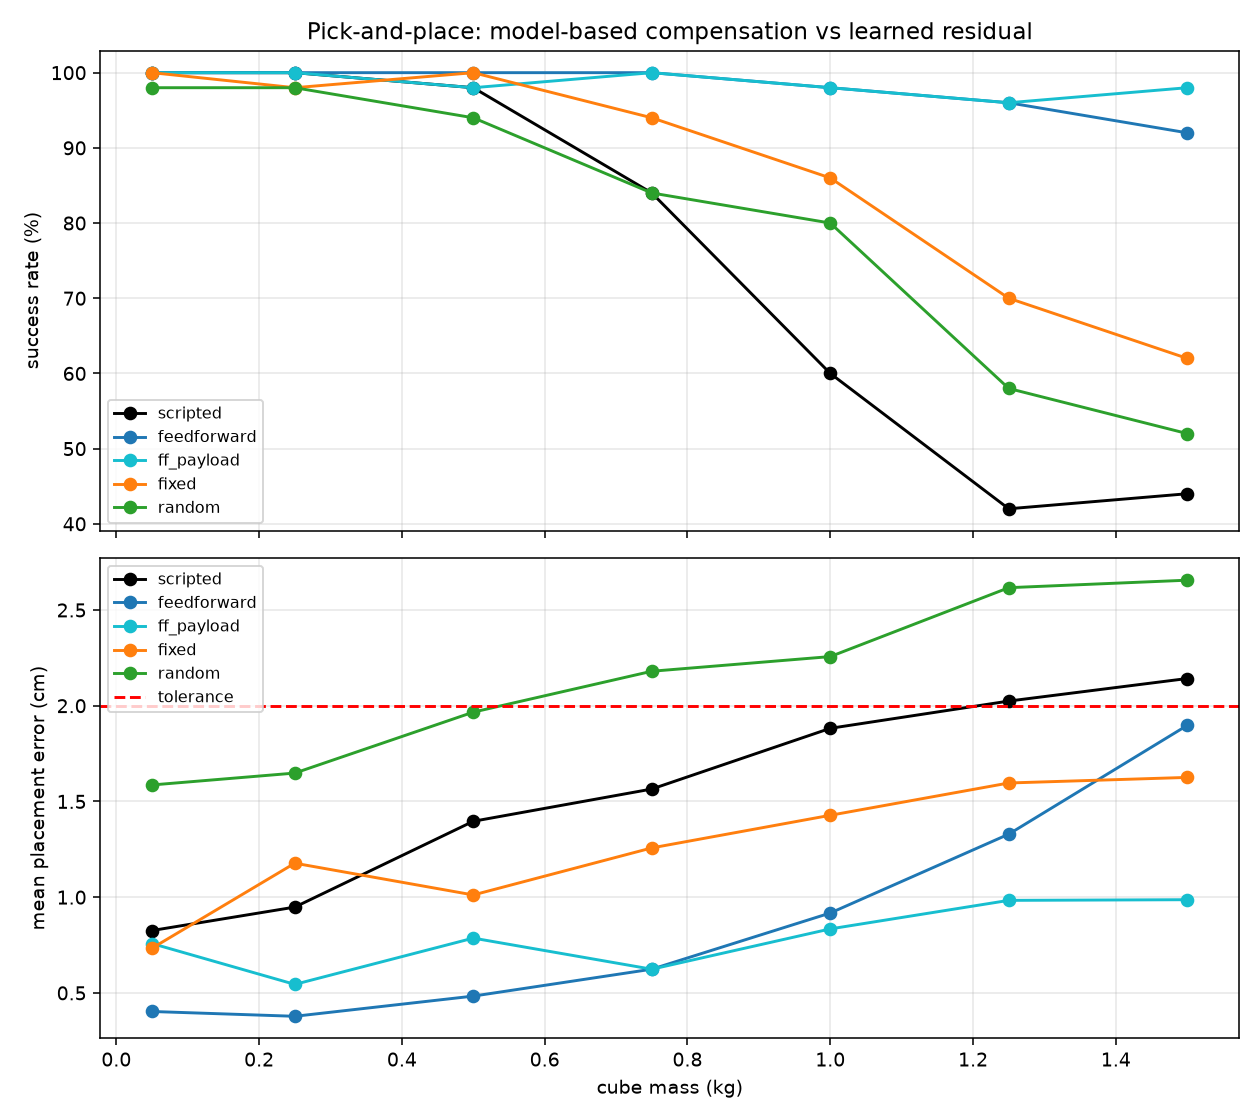 Pick-and-place: model-based compensation vs learned residual
100
90
80
70
60
50
40
success rate (%)
scripted
feedforward
ff_payload
fixed
random
2.5
2.0
1.5
1.0
0.5
mean placement error (cm)
scripted
feedforward
ff_payload
fixed
random
tolerance
0.0 0.2 0.4 0.6 0.8 1.0 1.2 1.4
cube mass (kg)